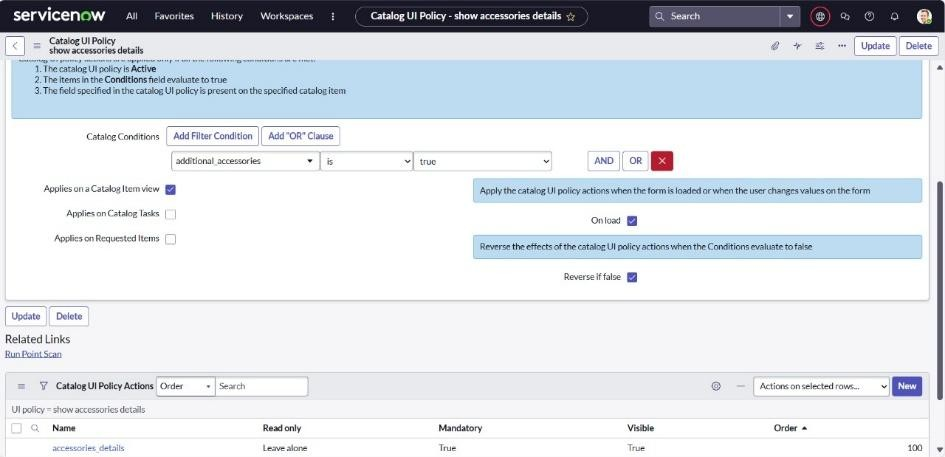 servicenow All Favorites History Workspaces Catalog UI Policy - show accessories details Search
Catalog UI Policy
show accessories details
Update Delete
1. The catalog UI policy is Active
2. The items in the Conditions field evaluate to true
3. The field specified in the catalog UI policy is present on the specified catalog item
Catalog Conditions Add Filter Condition Add "OR" Clause
additional_accessories is true AND OR
Applies on a Catalog Item view
Apply the catalog UI policy actions when the form is loaded or when the user changes values on the form
Applies on Catalog Tasks
On load
Applies on Requested Items
Reverse the effects of the catalog UI policy actions when the Conditions evaluate to false
Reverse if false
Update Delete
Related Links
Run Point Scan
Catalog UI Policy Actions Order Search Actions on selected rows... New
UI policy = show accessories details
Name Read only Mandatory Visible Order
accessories_details Leave alone True True 100